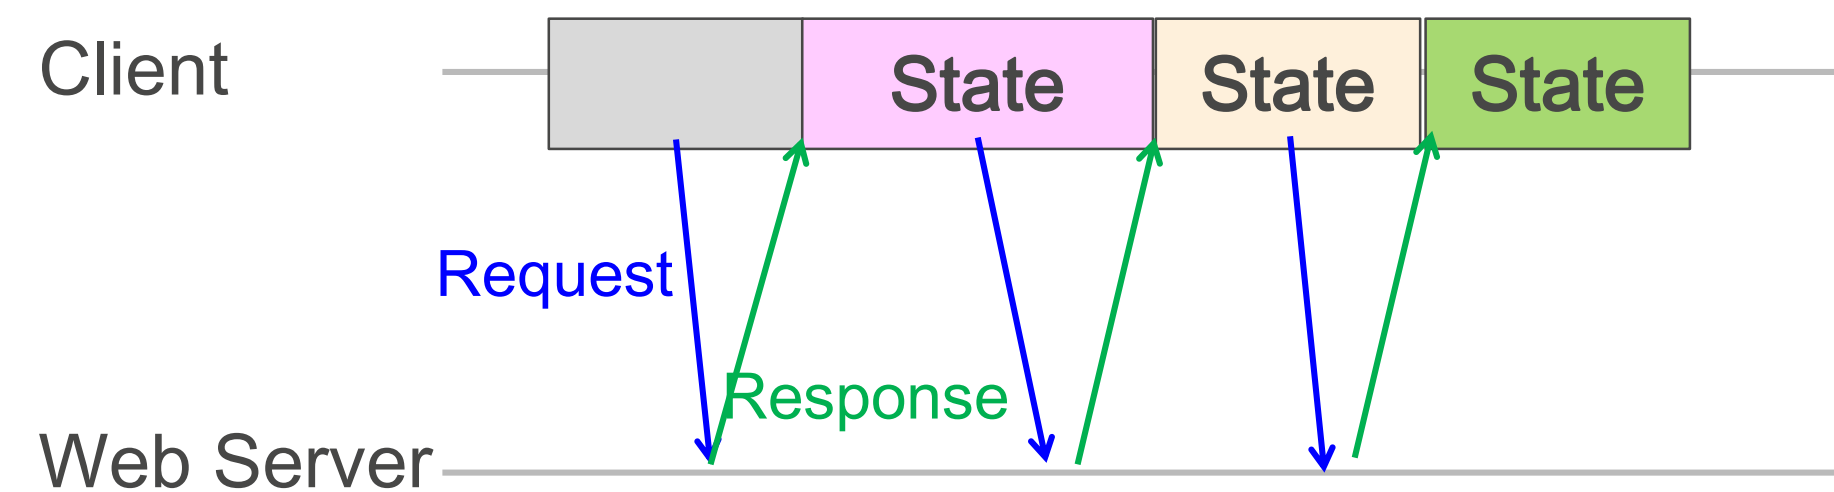 Client
State
State
State
Request
Response
Web Server